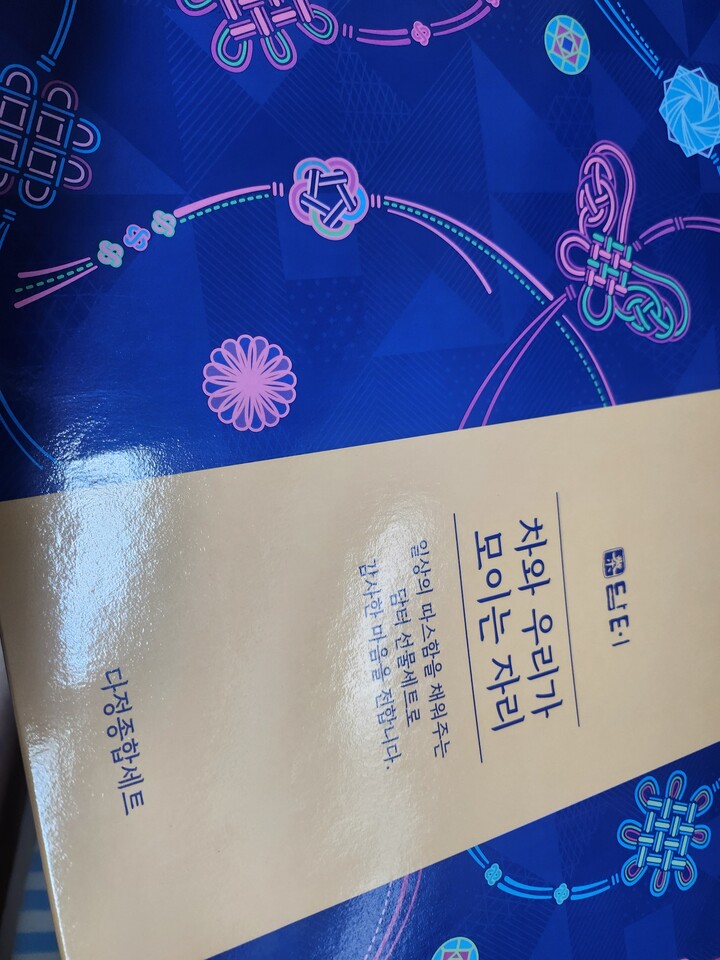 담터
차와 우리가
모이는 자리
일상의 따스함을 채워주는
담터 선물세트로
감사한 마음을 전합니다.
다정종합세트